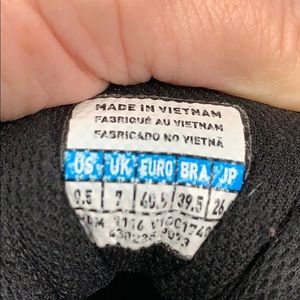 MADE IN VIETNAM
FABRIQUÉ AU VIETNAM
FABRICADO NO VIETNÃ
US UK EURO BRA JP
9.5 7 40.5 39.5 26